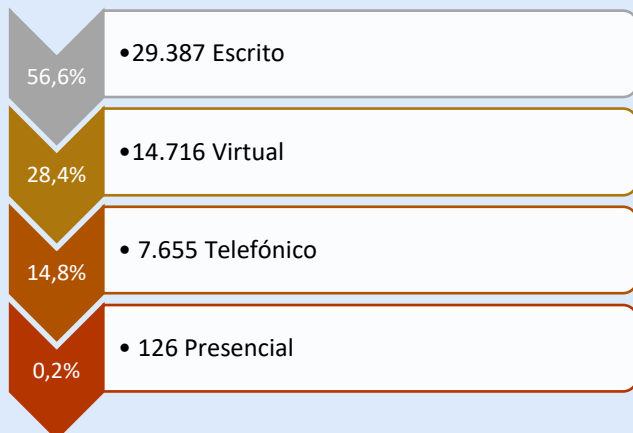 56,6%
•29.387 Escrito
28,4%
•14.716 Virtual
14,8%
• 7.655 Telefónico
0,2%
• 126 Presencial